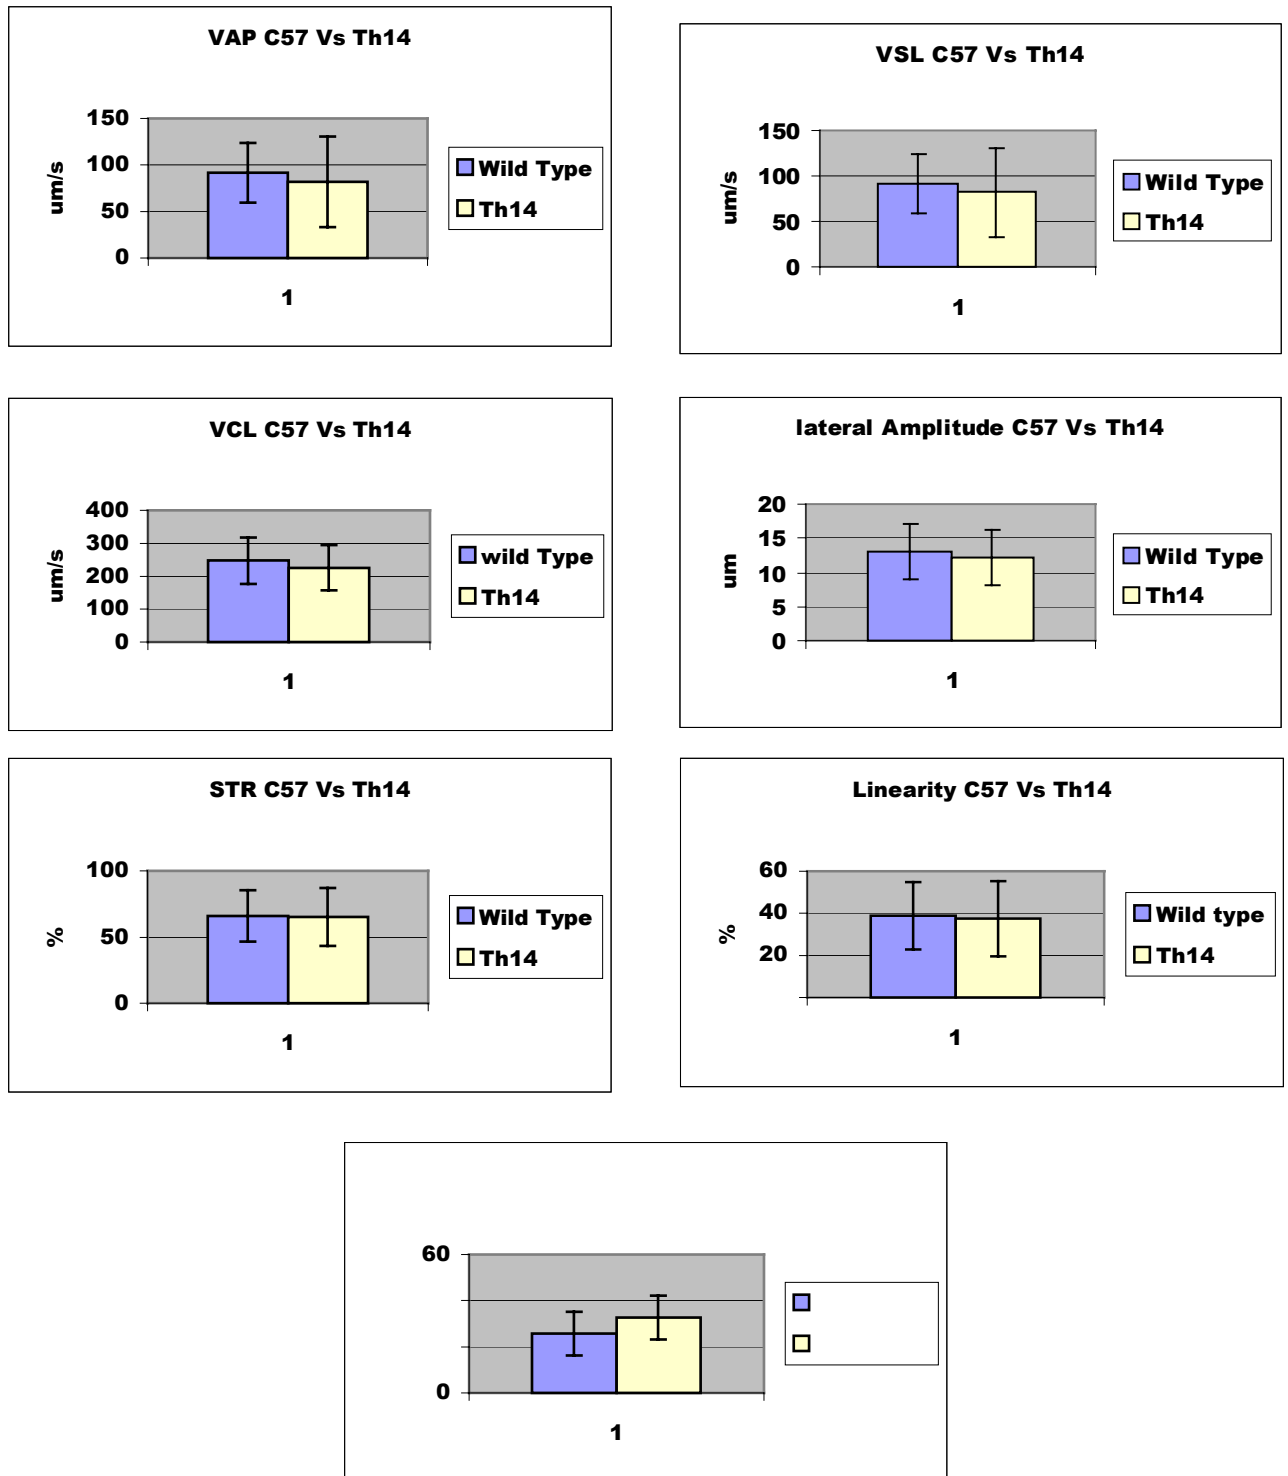 VAP C57 Vs Th14
150
100
50
0
um/s
1
Wild Type
Th14
VSL C57 Vs Th14
150
100
50
0
um/s
1
Wild Type
Th14
VCL C57 Vs Th14
400
300
200
100
0
um/s
1
wild Type
Th14
lateral Amplitude C57 Vs Th14
20
15
10
5
0
um
1
Wild Type
Th14
STR C57 Vs Th14
100
50
0
%
1
Wild Type
Th14
Linearity C57 Vs Th14
60
40
20
%
1
Wild type
Th14
60
0
1